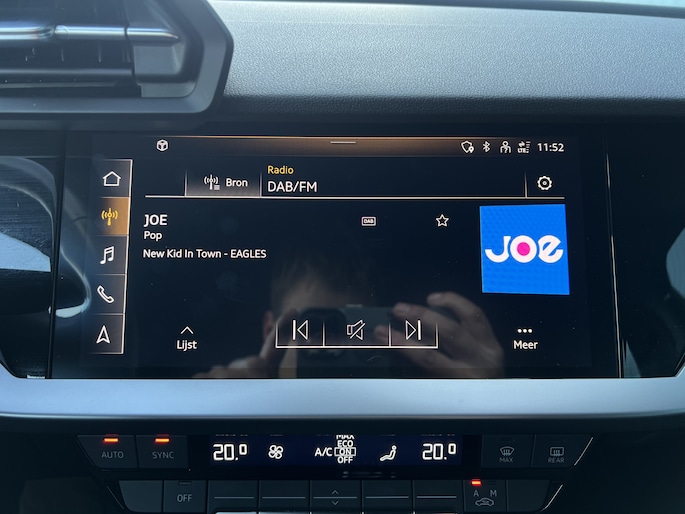 LTE 11:52
Radio
Bron DAB/FM
JOE DAB
Pop
New Kid In Town - EAGLES
JOE
Lijst Meer
AUTO SYNC 20.0 A/C MAX ECO ON OFF 20.0 MAX REAR
OFF A M